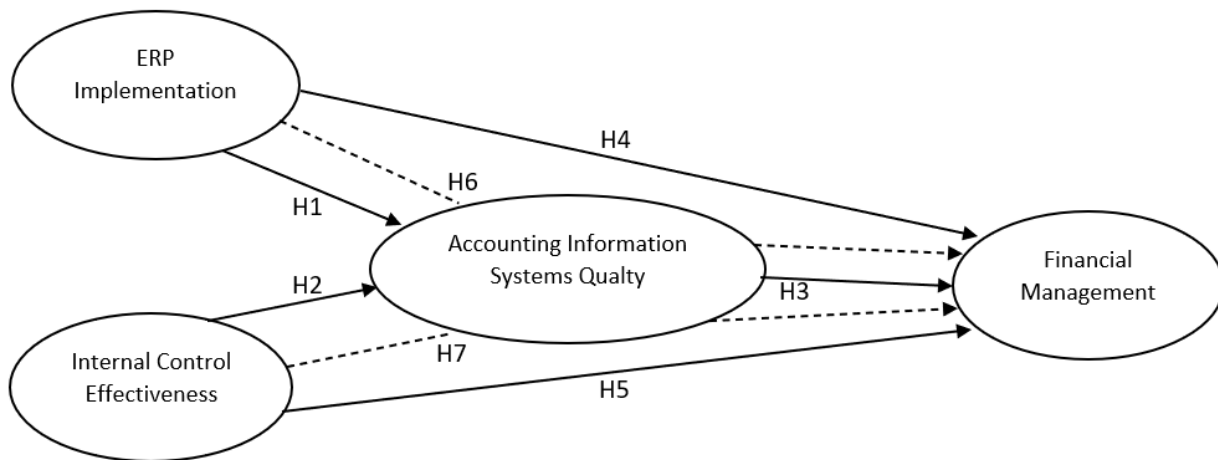 ERP
Implementation
H4
H6
H1
Accounting Information
Systems Qualty
H2
H3
Financial
Management
H7
Internal Control
Effectiveness
H5